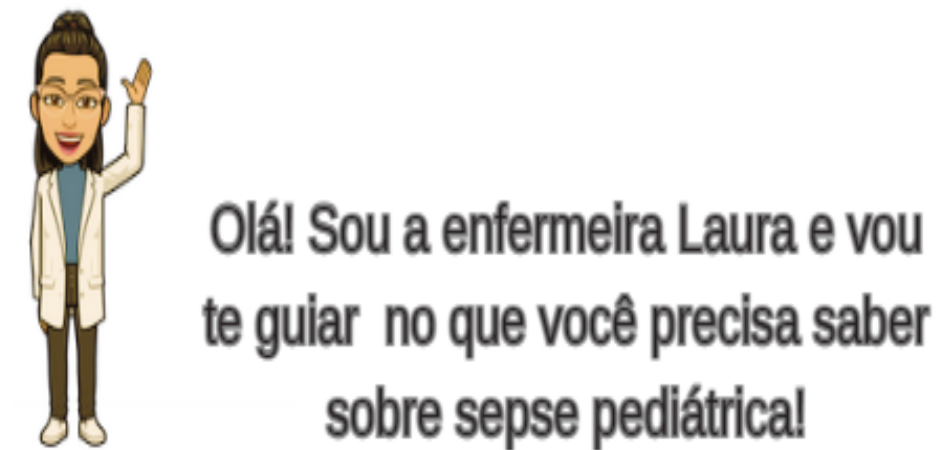 Olá! Sou a enfermeira Laura e vou
te guiar no que você precisa saber
sobre sepse pediátrica!